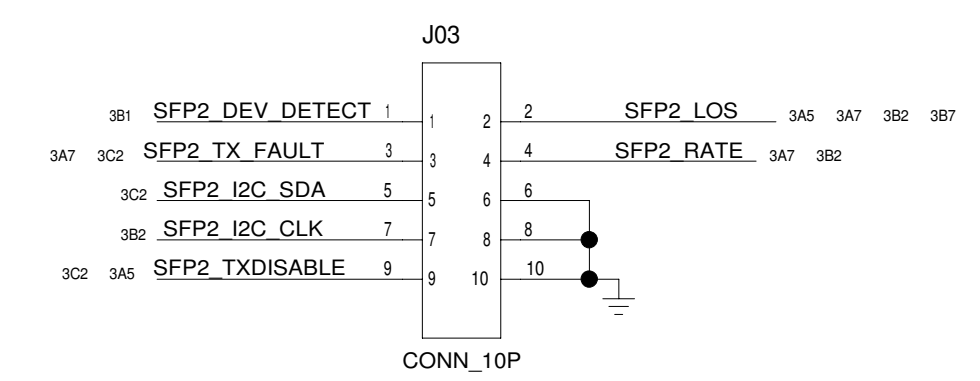 J03
3B1 SFP2_DEV_DETECT 1 1 2 2 SFP2_LOS 3A5 3A7 3B2 3B7
3A7 3C2 SFP2_TX_FAULT 3 3 4 4 SFP2_RATE 3A7 3B2
3C2 SFP2_I2C_SDA 5 5 6 6
3B2 SFP2_I2C_CLK 7 7 8 8
3C2 3A5 SFP2_TXDISABLE 9 9 10 10
CONN_10P